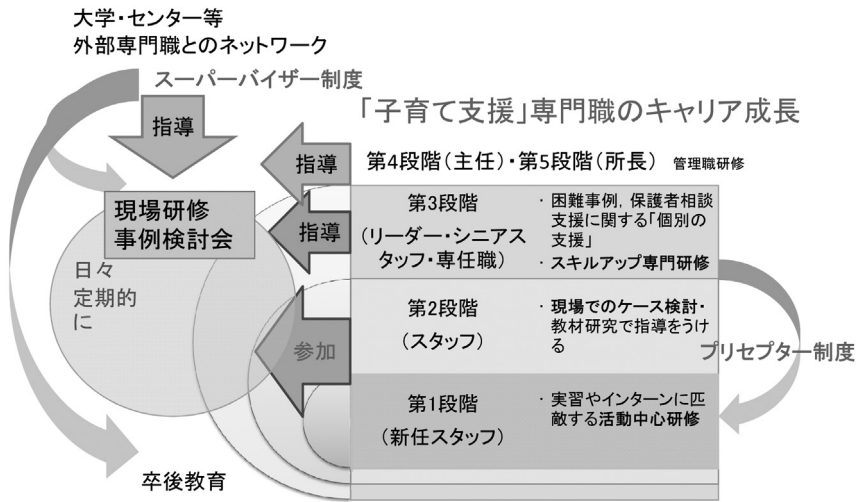 大学・センター等
外部専門職とのネットワーク
スーパーバイザー制度
指導
「子育て支援」専門職のキャリア成長
指導
第4段階(主任)・第5段階(所長) 管理職研修
現場研修
事例検討会
指導
第3段階
(リーダー・シニアス
タッフ・専任職)
・困難事例，保護者相談
支援に関する「個別の
支援」
・スキルアップ専門研修
日々
定期的
に
参加
第2段階
(スタッフ)
・現場でのケース検討・
教材研究で指導をうけ
る
プリセプター制度
第1段階
(新任スタッフ)
・実習やインターンに匹
敵する活動中心研修
卒後教育